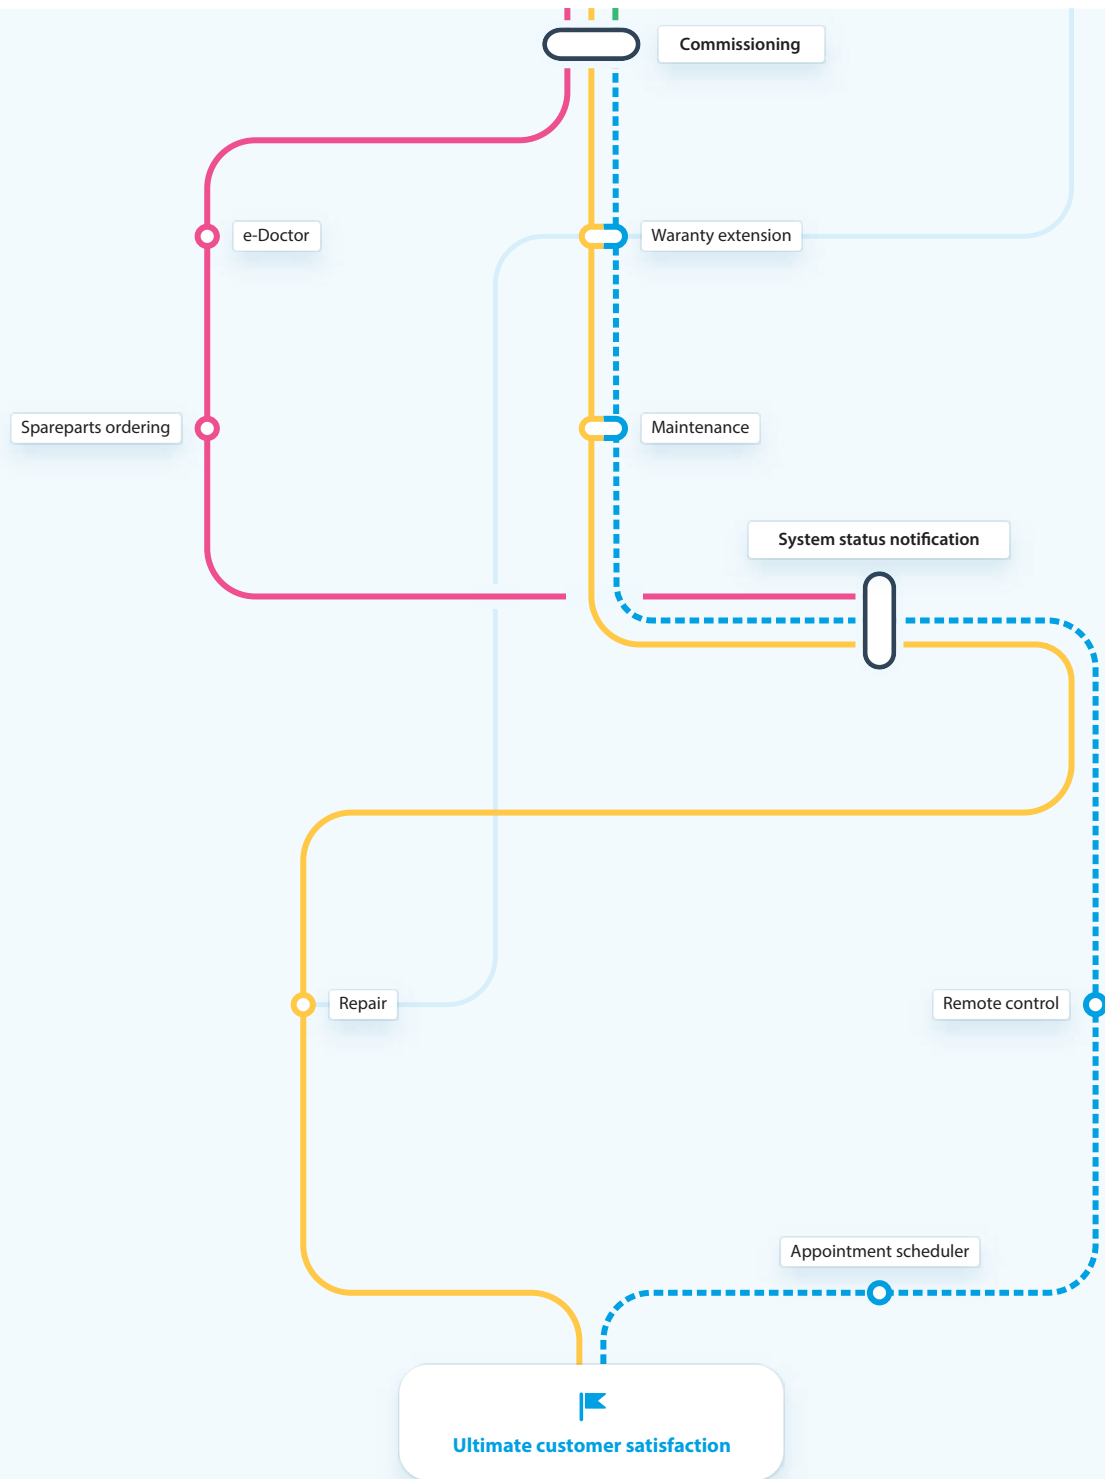 Commissioning
e-Doctor
Waranty extension
Spareparts ordering
Maintenance
System status notification
Repair
Remote control
Appointment scheduler
Ultimate customer satisfaction